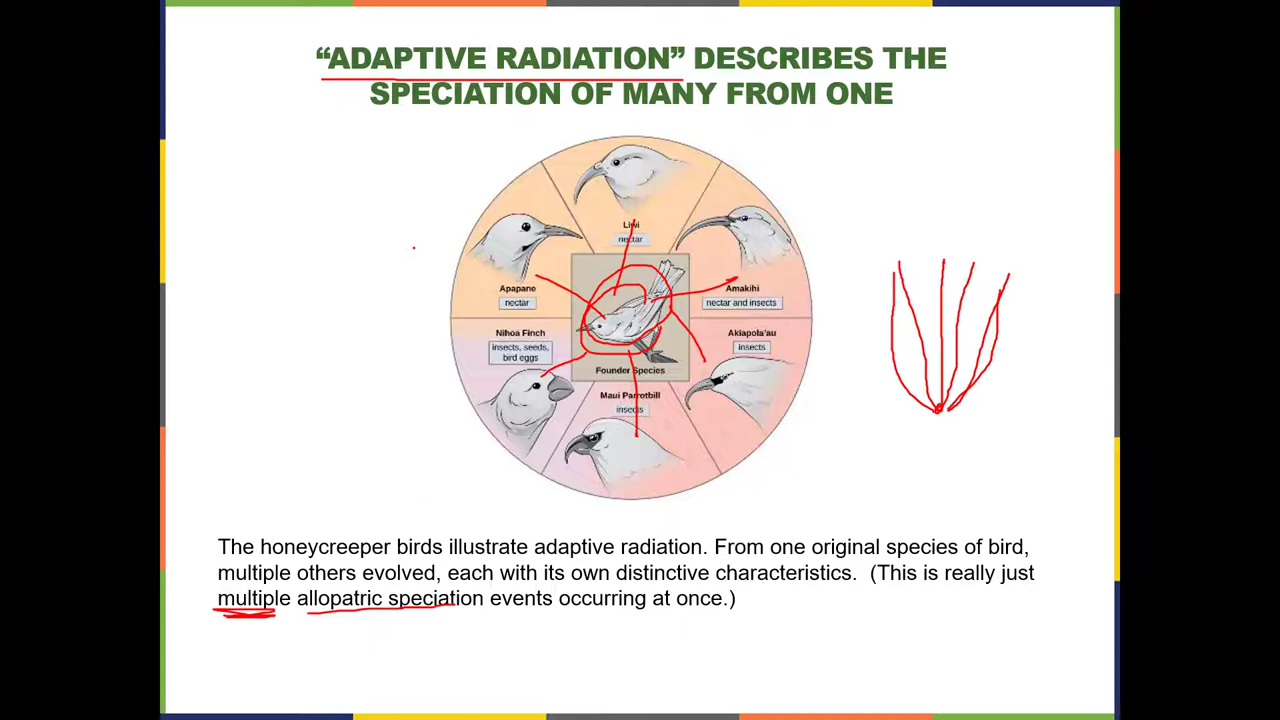 “ADAPTIVE RADIATION” DESCRIBES THE
SPECIATION OF MANY FROM ONE
Liwi
nectar
Apapane
nectar
Amakihi
nectar and insects
Nihoa Finch
insects, seeds,
bird eggs
Akiapola'au
insects
Founder Species
Maui Parrotbill
insects
The honeycreeper birds illustrate adaptive radiation. From one original species of bird,
multiple others evolved, each with its own distinctive characteristics. (This is really just
multiple allopatric speciation events occurring at once.)